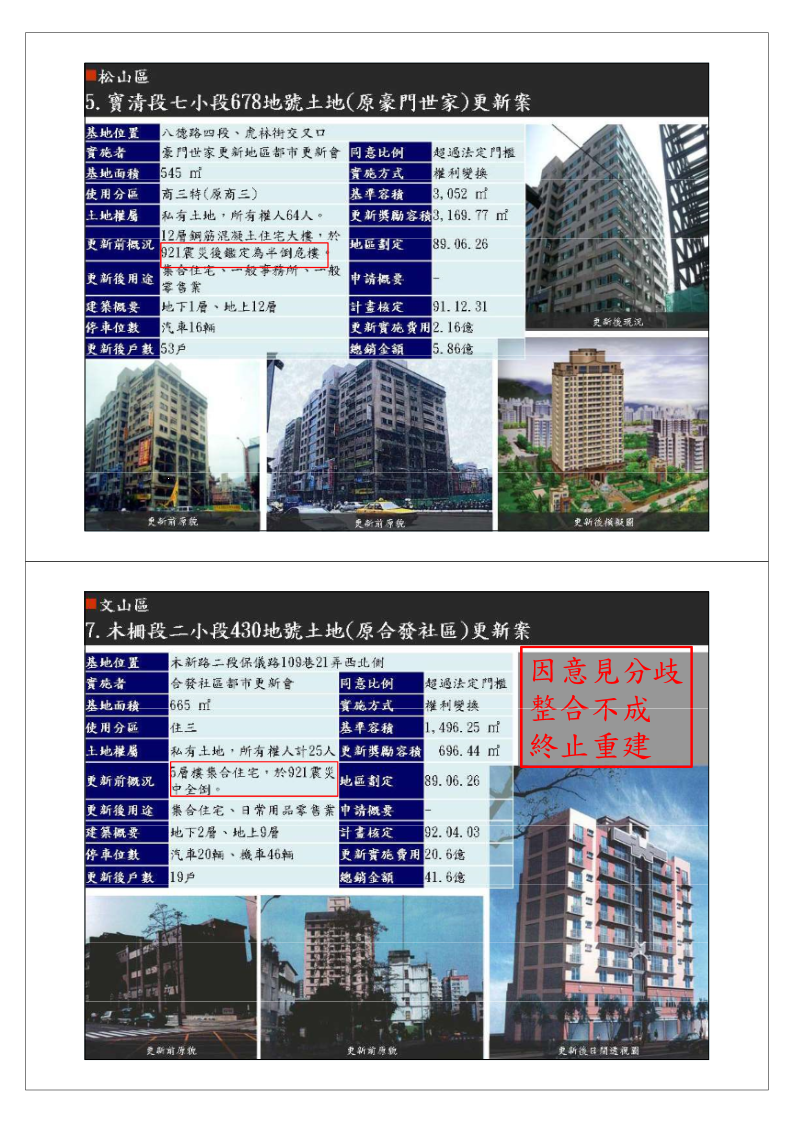 松山區
5. 寶清段七小段678地號土地(原豪門世家)更新案
基地位置 八德路四段、虎林街交叉口
實施者 豪門世家更新地區都市更新會 同意比例 超過法定門檻
基地面積 545 ㎡ 實施方式 權利變換
使用分區 商三特(原商三) 基準容積 3,052 ㎡
土地權屬 私有土地，所有權人64人。 更新獎勵容積 3,169.77 ㎡
更新前概況 12層鋼筋混凝土住宅大樓，於
921震災後鑑定為半倒危樓。 地區劃定 89.06.26
更新後用途 集合住宅、一般事務所、一般
零售業 申請概要 -
建築概要 地下1層、地上12層 計畫核定 91.12.31
停車位數 汽車16輛 更新實施費用 2.16億
更新後戶數 53戶 總銷金額 5.86億
更新後現況
更新前原貌
更新前原貌
更新後模擬圖
文山區
7. 木柵段二小段430地號土地(原合發社區)更新案
基地位置 木新路二段保儀路109巷21弄西北側
實施者 合發社區都市更新會 同意比例 超過法定門檻
基地面積 665 ㎡ 實施方式 權利變換
使用分區 住三 基準容積 1,496.25 ㎡
土地權屬 私有土地，所有權人計25人 更新獎勵容積 696.44 ㎡
更新前概況 5層樓集合住宅，於921震災
中全倒。 地區劃定 89.06.26
更新後用途 集合住宅、日常用品零售業 申請概要 -
建築概要 地下2層、地上9層 計畫核定 92.04.03
停車位數 汽車20輛、機車46輛 更新實施費用 20.6億
更新後戶數 19戶 總銷金額 41.6億
因意見分歧
整合不成
終止重建
更新前原貌
更新前原貌
更新後日間透視圖